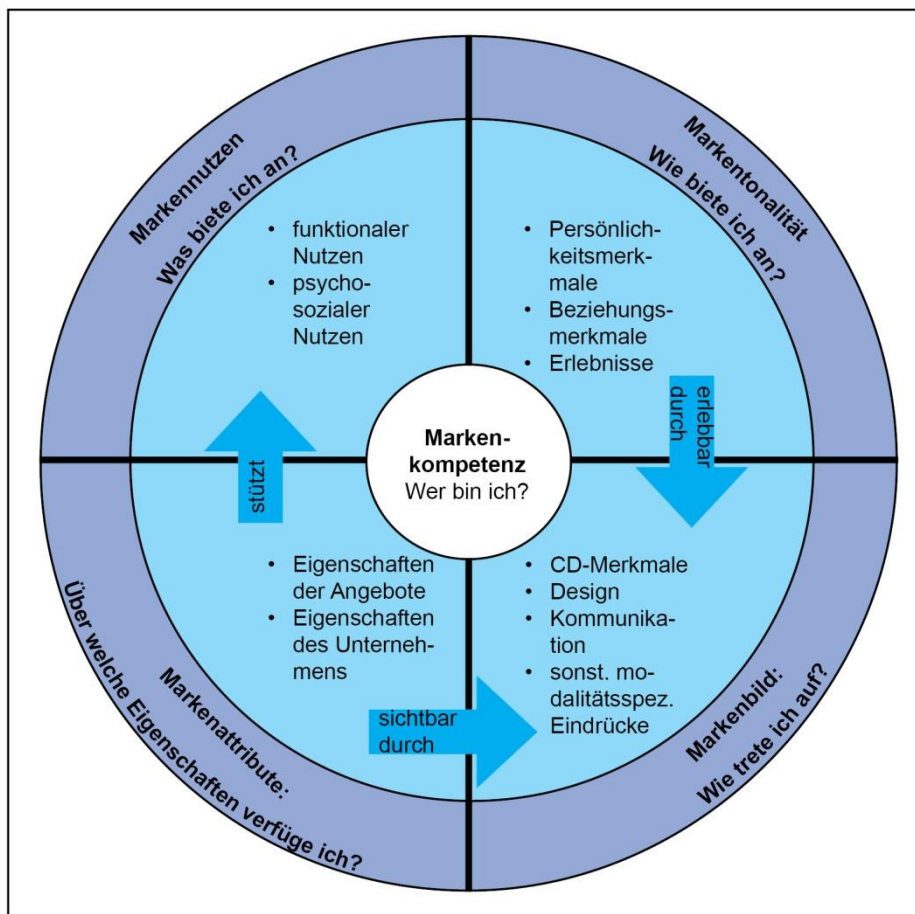 Markennutzen
Was biete ich an?
• funktionaler
Nutzen
• psycho-
sozialer
Nutzen
Markentonalität
Wie biete ich an?
• Persönlich-
keitsmerk-
male
• Beziehungs-
merkmale
• Erlebnisse
erlebbar
durch
Marken-
kompetenz
Wer bin ich?
stützt
• Eigenschaften
der Angebote
• Eigenschaften
des Unterneh-
mens
Markenattribute:
Über welche Eigenschaften verfüge ich?
sichtbar
durch
• CD-Merkmale
• Design
• Kommunika-
tion
• sonst. mo-
dalitätsspez.
Eindrücke
Markenbild:
Wie trete ich auf?